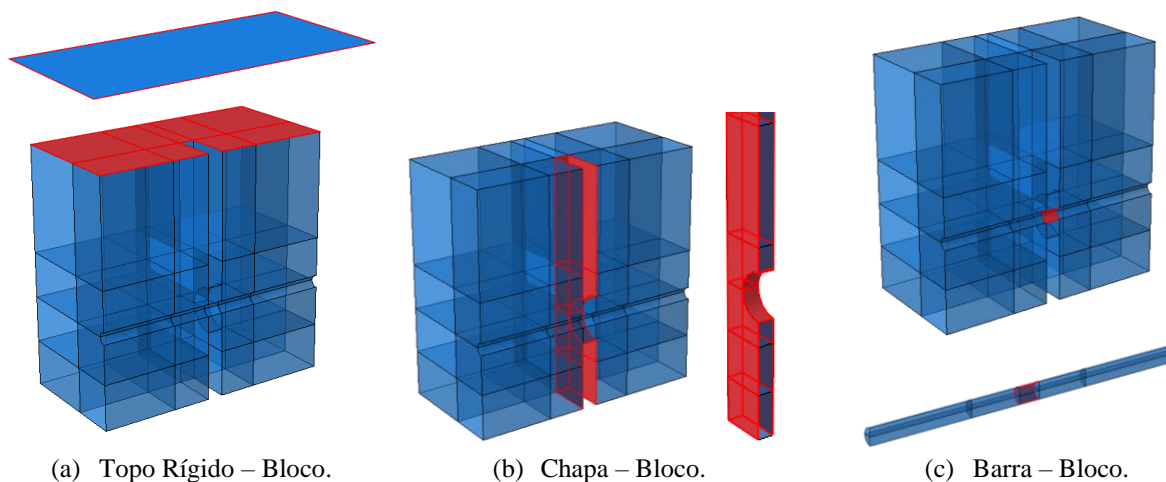 (a) Topo Rígido – Bloco.
(b) Chapa – Bloco.
(c) Barra – Bloco.